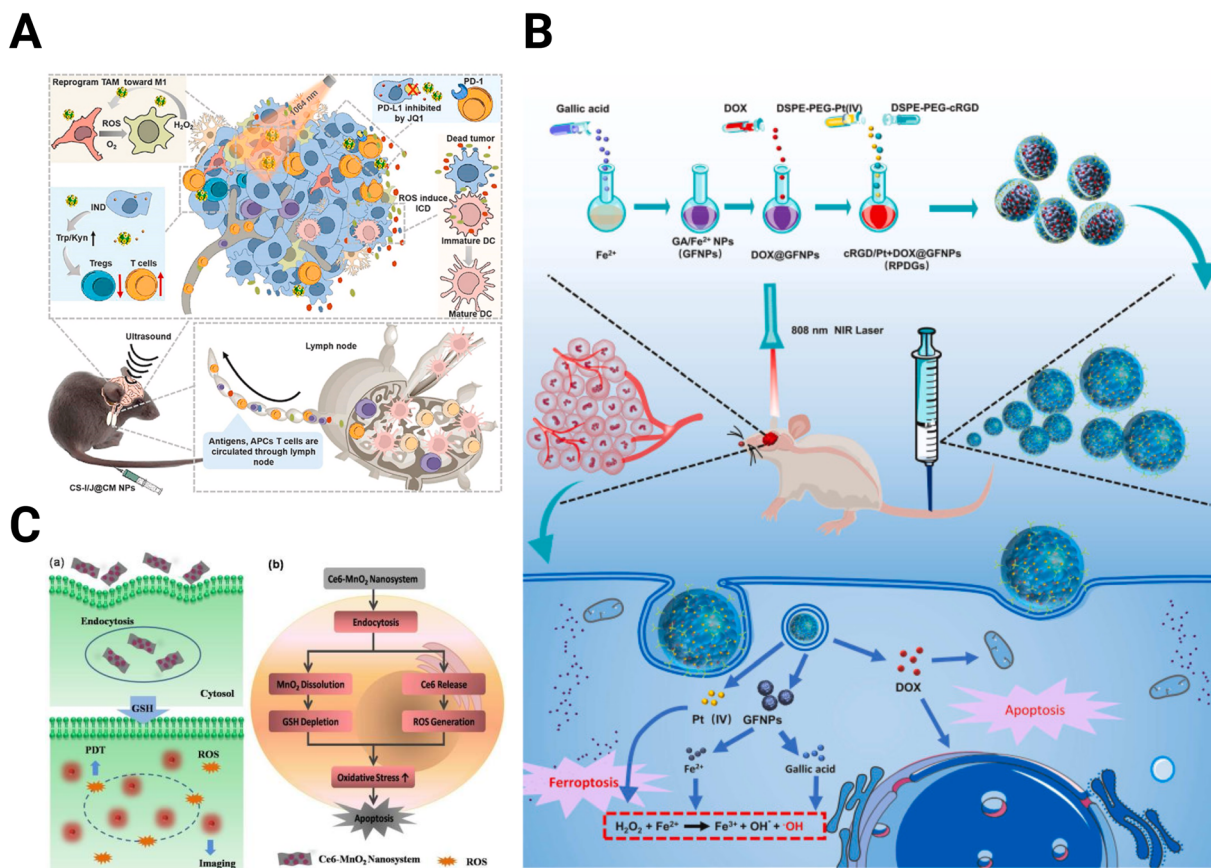 A
Reprogram TAM toward M1
ROS
O₂
H₂O₂
1064 nm
PD-1
PD-L1 inhibited
by JQ1
Dead tumor
ROS induce
ICD
Immature DC
Mature DC
IND
Trp/Kyn
Tregs
T cells
Ultrasound
Lymph node
Antigens, APCs T cells are
circulated through lymph
node
CS-I/J@CM NPs
B
Gallic acid
DOX
DSPE-PEG-Pt(IV)
DSPE-PEG-cRGD
Fe²⁺
GA/Fe²⁺ NPs
(GFNPs)
DOX@GFNPs
cRGD/Pt+DOX@GFNPs
(RPDGs)
808 nm NIR Laser
DOX
Pt (IV)
GFNPs
Apoptosis
Fe²⁺
Gallic acid
Ferroptosis
H₂O₂ + Fe²⁺ → Fe³⁺ + OH⁻ + ·OH
C
(a)
Endocytosis
Cytosol
GSH
PDT
ROS
Imaging
(b)
Ce6-MnO₂ Nanosystem
Endocytosis
MnO₂ Dissolution
Ce6 Release
GSH Depletion
ROS Generation
Oxidative Stress ↑
Apoptosis
Ce6-MnO₂ Nanosystem
ROS